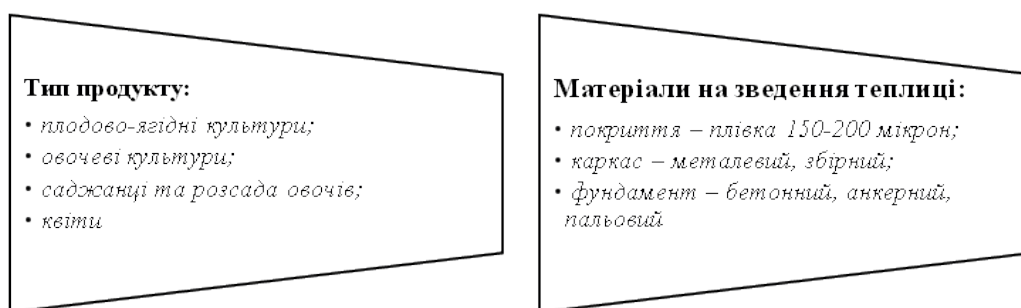 Тип продукту:
• плодово-ягідні культури;
• овочеві культури;
• саджанці та розсада овочів;
• квіти
Матеріали на зведення теплиці:
• покриття – плівка 150-200 мікрон;
• каркас – металевий, збірний;
• фундамент – бетонний, анкерний,
пальовий